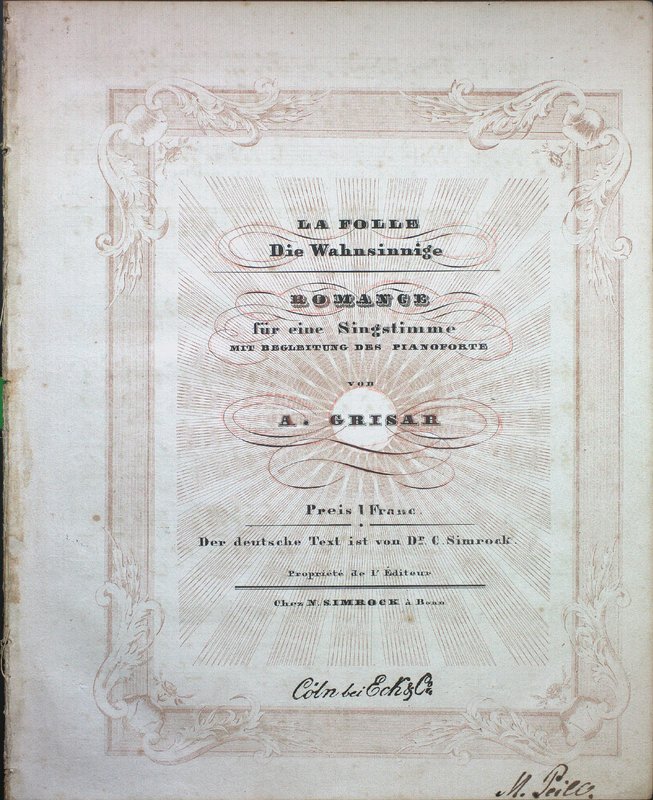 LA FOLLE
Die Wahnsinnige
ROMANCE
für eine Singstimme
MIT BEGLEITUNG DES PIANOFORTE
von
A. GRISAR
Preis 1 Franc.
Der deutsche Text ist von Dr. C. Simrock.
Propriété de l'Éditeur
Chez N. SIMROCK à Bonn
Cöln bei Eck & Co.
M.